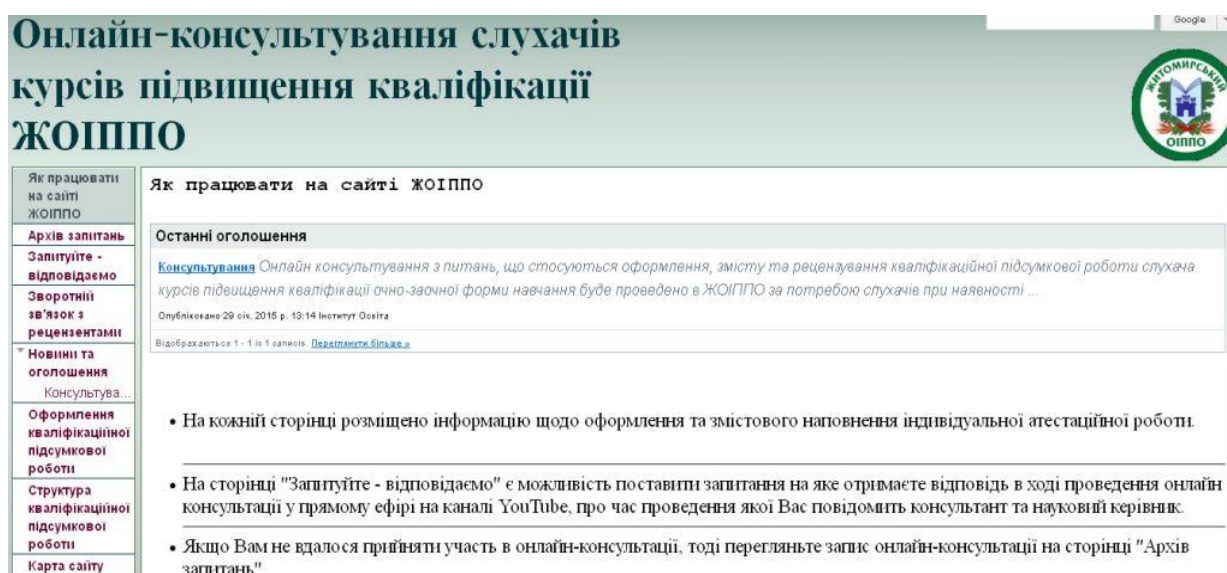 Онлайн-консультування слухачів
курсів підвищення кваліфікації
ЖОІППО
Google
ЖИТОМИРСЬКИЙ
ОІППО
Як працювати
на сайті
ЖОІППО
Архів запитань
Запитуйте -
відповідаємо
Зворотній
зв'язок з
рецензентами
Новини та
оголошення
Консультува...
Оформлення
кваліфікаційної
підсумкової
роботи
Структура
кваліфікаційної
підсумкової
роботи
Карта сайту
Як працювати на сайті ЖОІППО
Останні оголошення
Консультування Онлайн консультування з питань, що стосуються оформлення, змісту та рецензування кваліфікаційної підсумкової роботи слухача
курсів підвищення кваліфікації очно-заочної форми навчання буде проведено в ЖОІППО за потребою слухачів при наявності ...
Опубліковано 29 січ. 2015 р. 13:14 Інститут Освіта
Відображаються 1 - 1 із 1 записів. Переглянути більше »
• На кожній сторінці розміщено інформацію щодо оформлення та змістового наповнення індивідуальної атестаційної роботи.
• На сторінці "Запитуйте - відповідаємо" є можливість поставити запитання на яке отримаєте відповідь в ході проведення онлайн
консультації у прямому ефірі на каналі YouTube, про час проведення якої Вас повідомить консультант та науковий керівник.
• Якщо Вам не вдалося прийняти участь в онлайн-консультації, тоді перегляньте запис онлайн-консультації на сторінці "Архів
запитань"